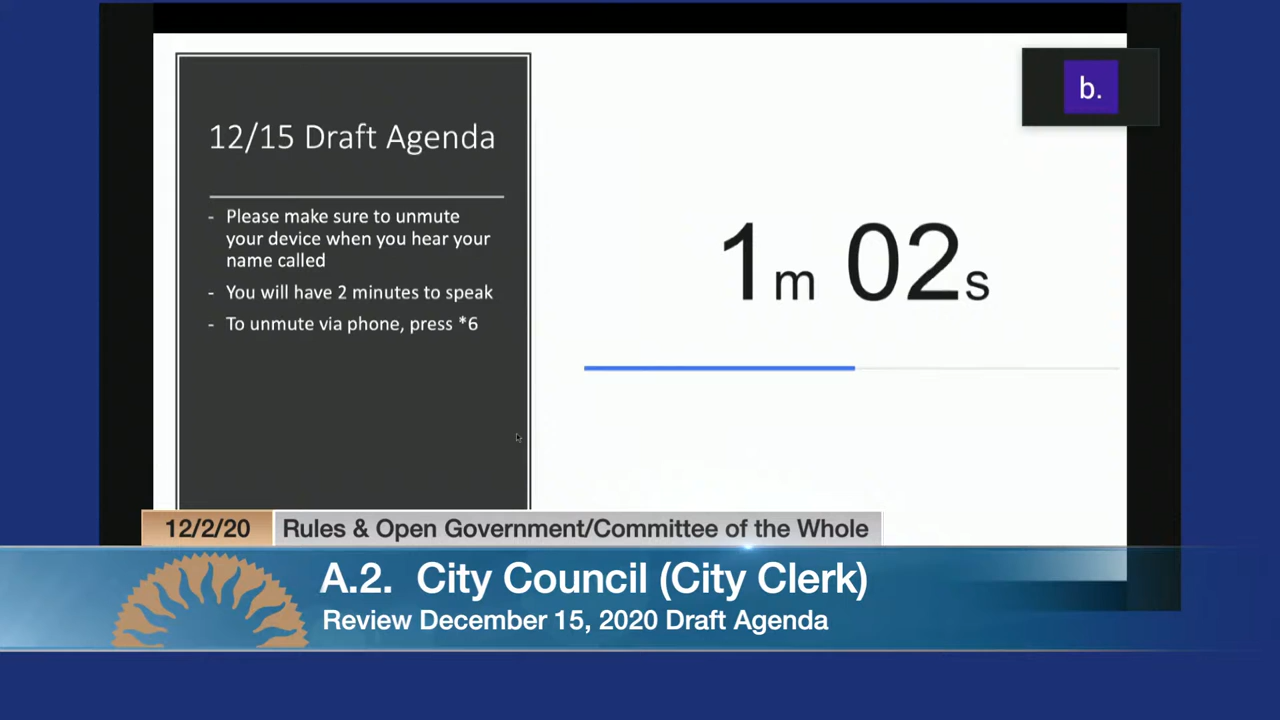 12/15 Draft Agenda
- Please make sure to unmute
your device when you hear your
name called
- You will have 2 minutes to speak
- To unmute via phone, press *6
b.
1m 02s
12/2/20
Rules & Open Government/Committee of the Whole
A.2. City Council (City Clerk)
Review December 15, 2020 Draft Agenda